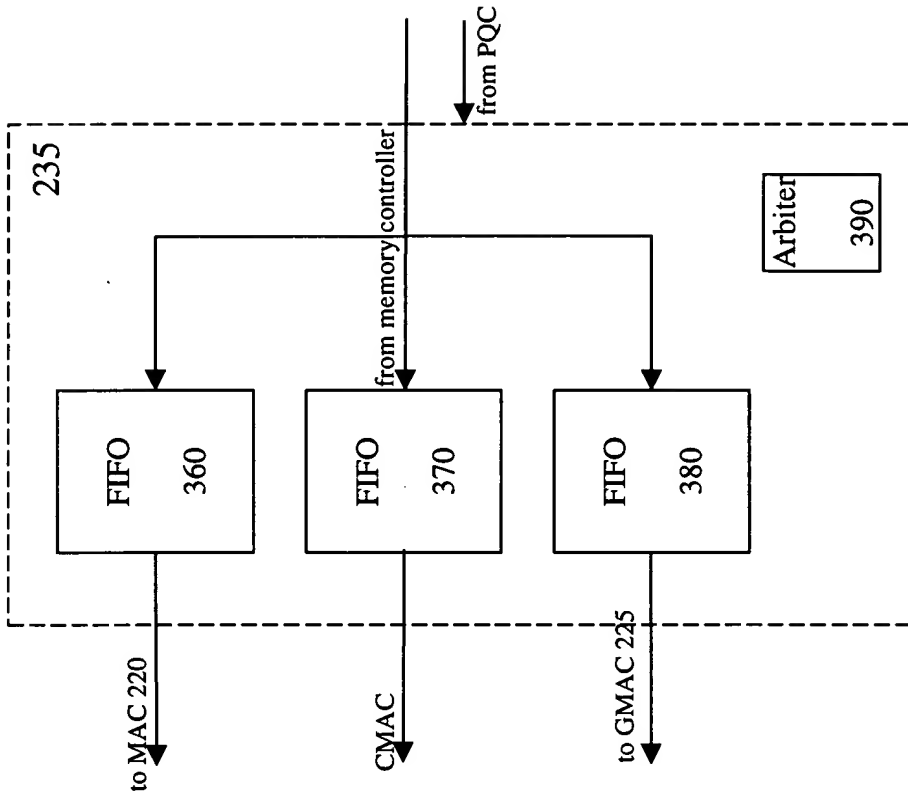 235
from PQC
from memory controller
Arbiter
390
FIFO
360
FIFO
370
FIFO
380
to MAC 220
CMAC
to GMAC 225